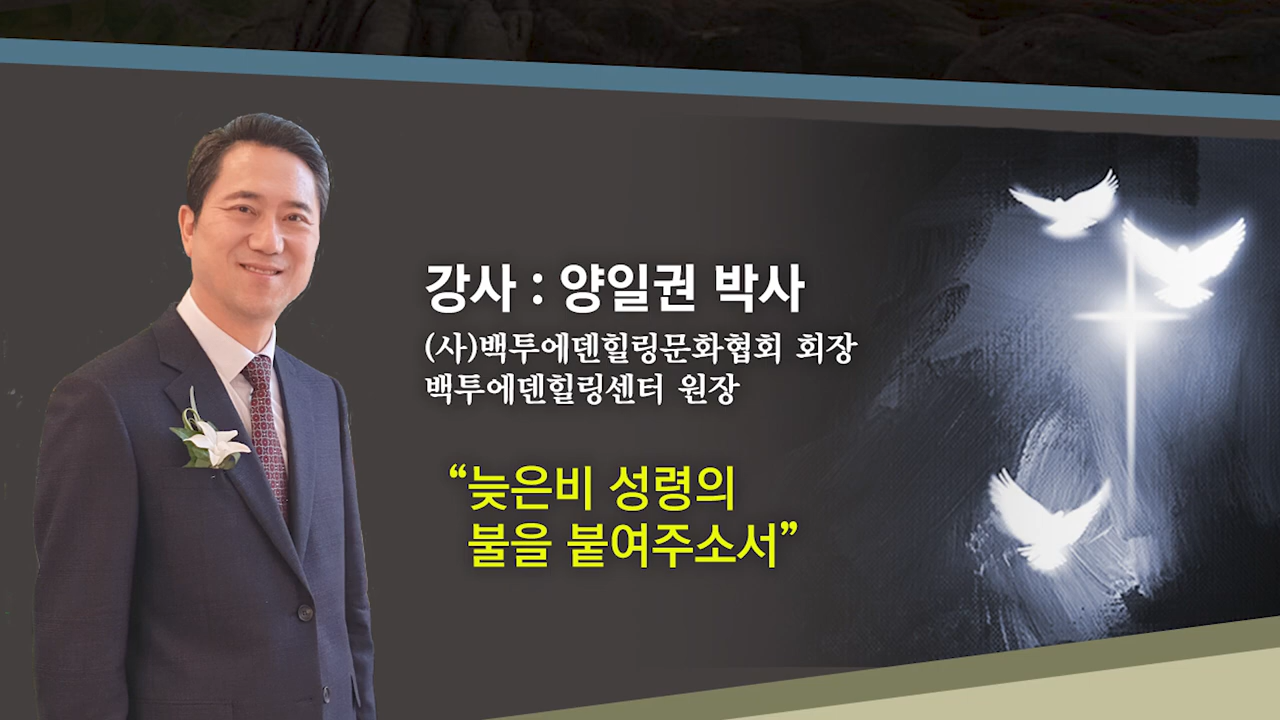 강사 : 양일권 박사
(사)백투에덴힐링문화협회 회장
백투에덴힐링센터 원장
“늦은비 성령의
불을 붙여주소서”